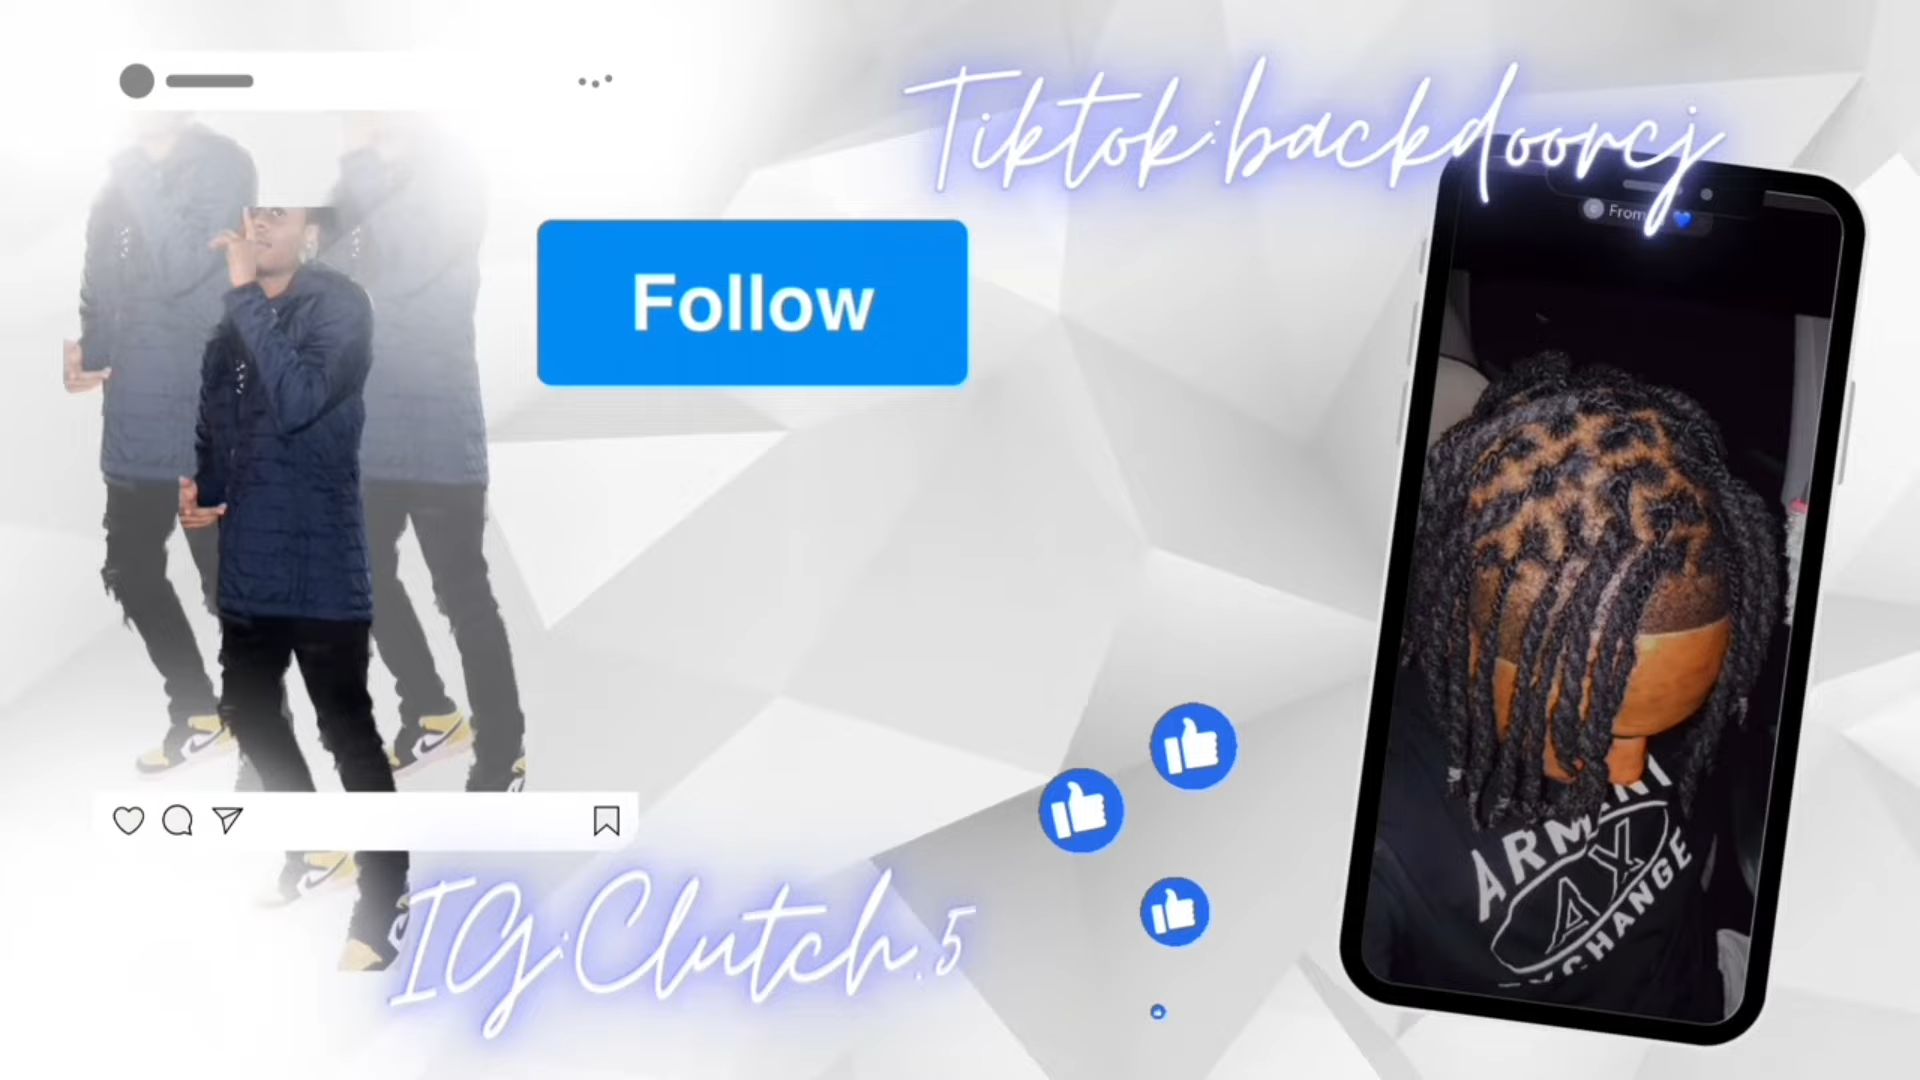 Tiktok:backdoorcj
From 💙
Follow
ARMANI
AX
EXCHANGE
IG:Clutch.5